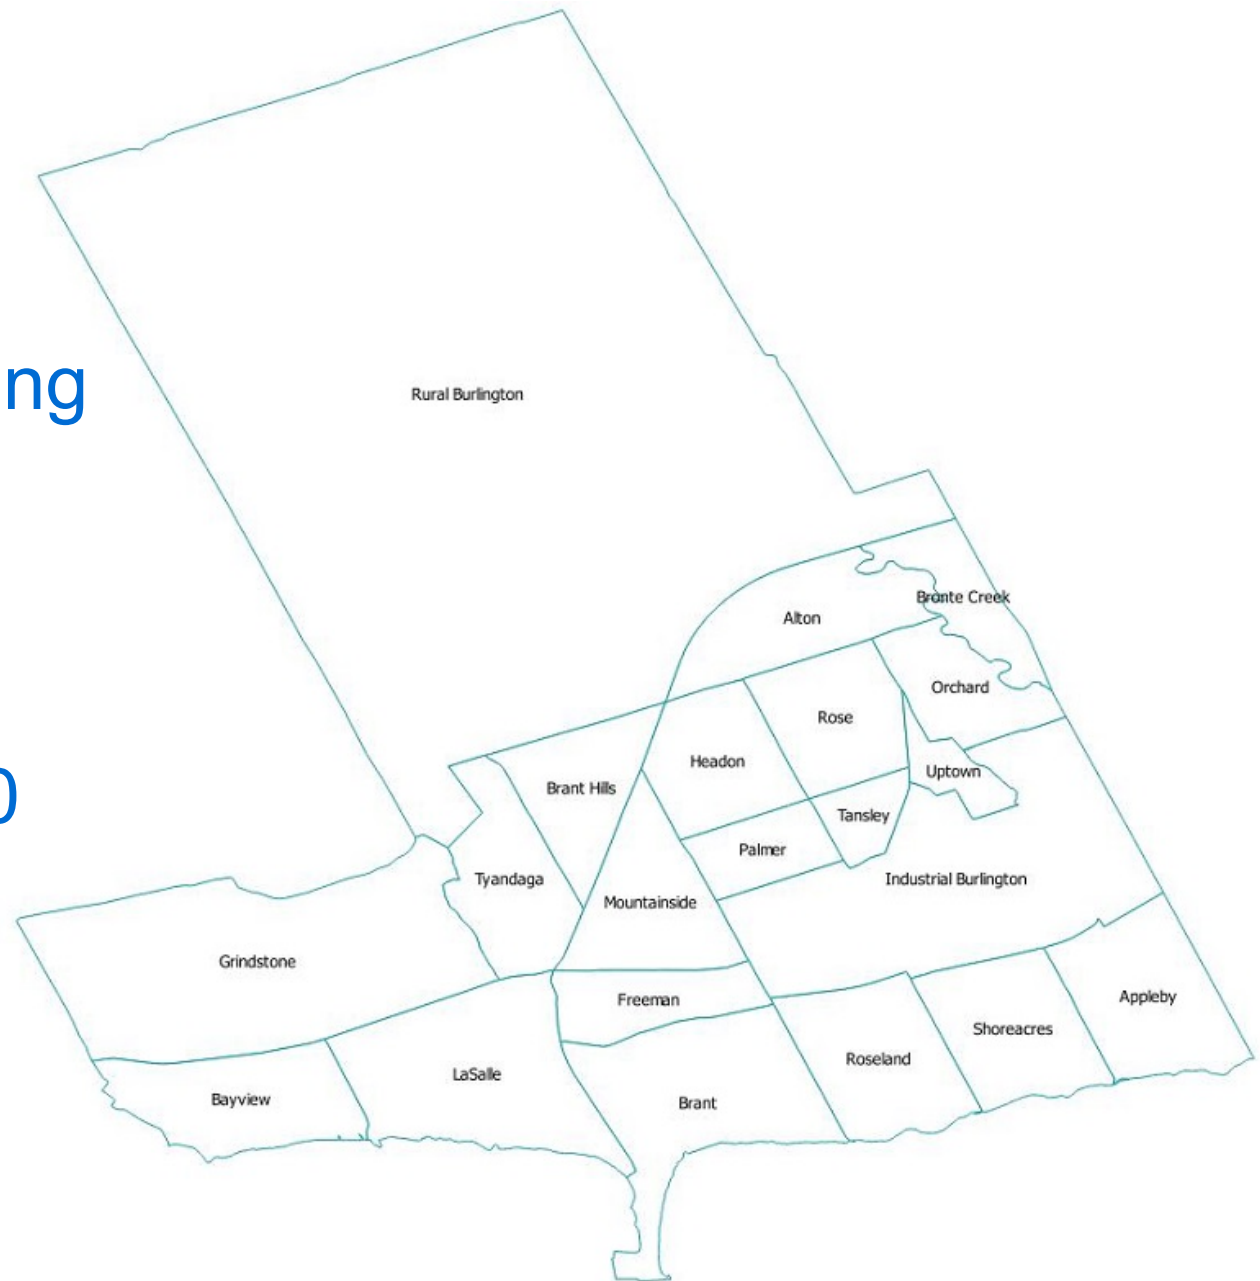 ng
Rural Burlington
Bronte Creek
Alton
Orchard
Rose
Headon
Uptown
0
Brant Hills
Tansley
Palmer
Tyandaga
Industrial Burlington
Mountainside
Grindstone
Appleby
Freeman
Shoreacres
Roseland
LaSalle
Bayview
Brant